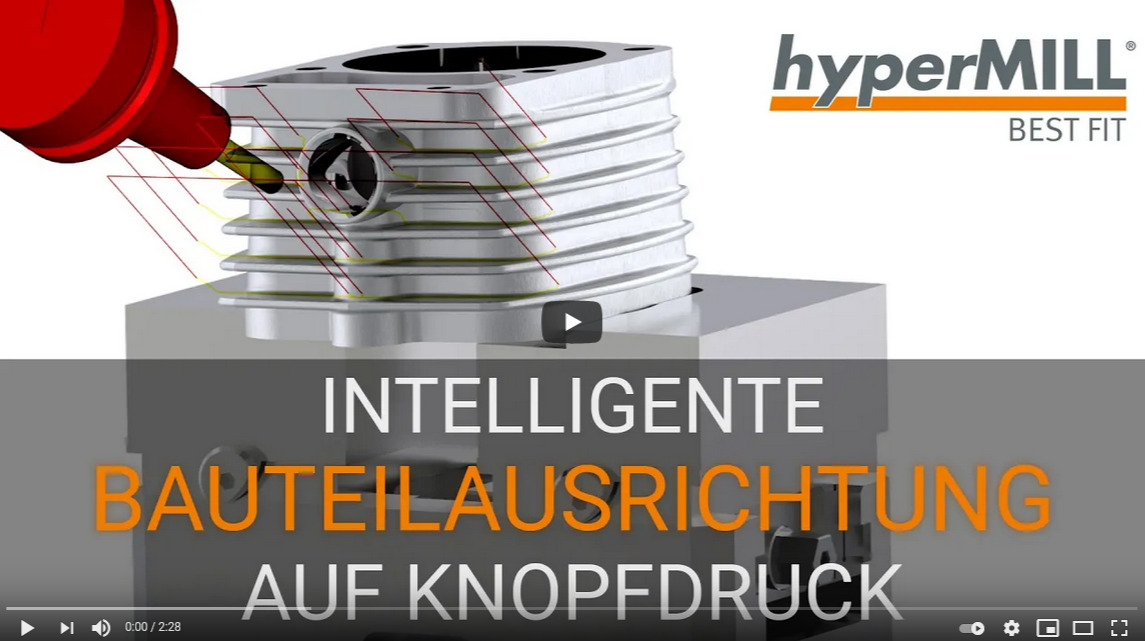 hyperMILL®
BEST FIT
INTELLIGENTE
BAUTEILAUSRICHTUNG
AUF KNOPFDRUCK
0:00 / 2:28